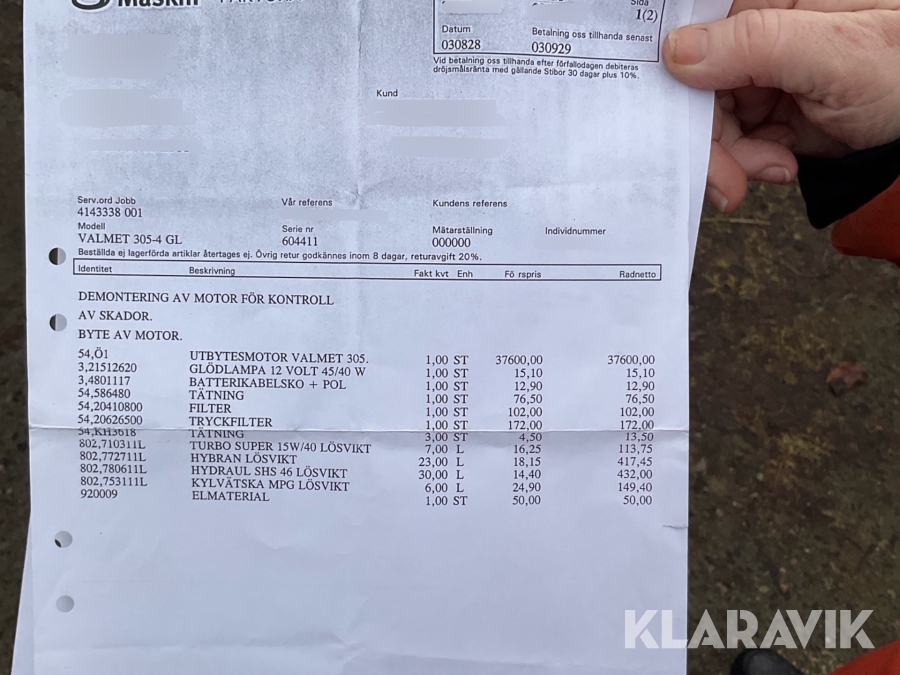 Maskin
Sida
1(2)
Datum Betalning oss tillhanda senast
030828 030929
Vid betalning oss tillhanda efter förfallodagen debiteras
dröjsmålsränta med gällande Stibor 30 dagar plus 10%.
Kund
Serv.ord Jobb Vår referens Kundens referens
4143338 001
Modell Serie nr Mätarställning Individnummer
VALMET 305-4 GL 604411 000000
Beställda ej lagerförda artiklar återtages ej. Övrig retur godkännes inom 8 dagar, returavgift 20%.
Identitet Beskrivning Fakt kvt Enh Fö rspris Radnetto
DEMONTERING AV MOTOR FÖR KONTROLL
AV SKADOR.
BYTE AV MOTOR.
54,Ö1 UTBYTESMOTOR VALMET 305. 1,00 ST 37600,00 37600,00
3,21512620 GLÖDLAMPA 12 VOLT 45/40 W 1,00 ST 15,10 15,10
3,4801117 BATTERIKABELSKO + POL 1,00 ST 12,90 12,90
54,586480 TÄTNING 1,00 ST 76,50 76,50
54,20410800 FILTER 1,00 ST 102,00 102,00
54,20626500 TRYCKFILTER 1,00 ST 172,00 172,00
54,KH3618 TÄTNING 3,00 ST 4,50 13,50
802,710311L TURBO SUPER 15W/40 LÖSVIKT 7,00 L 16,25 113,75
802,772711L HYBRAN LÖSVIKT 23,00 L 18,15 417,45
802,780611L HYDRAUL SHS 46 LÖSVIKT 30,00 L 14,40 432,00
802,753111L KYLVÄTSKA MPG LÖSVIKT 6,00 L 24,90 149,40
920009 ELMATERIAL 1,00 ST 50,00 50,00
KLARAVIK